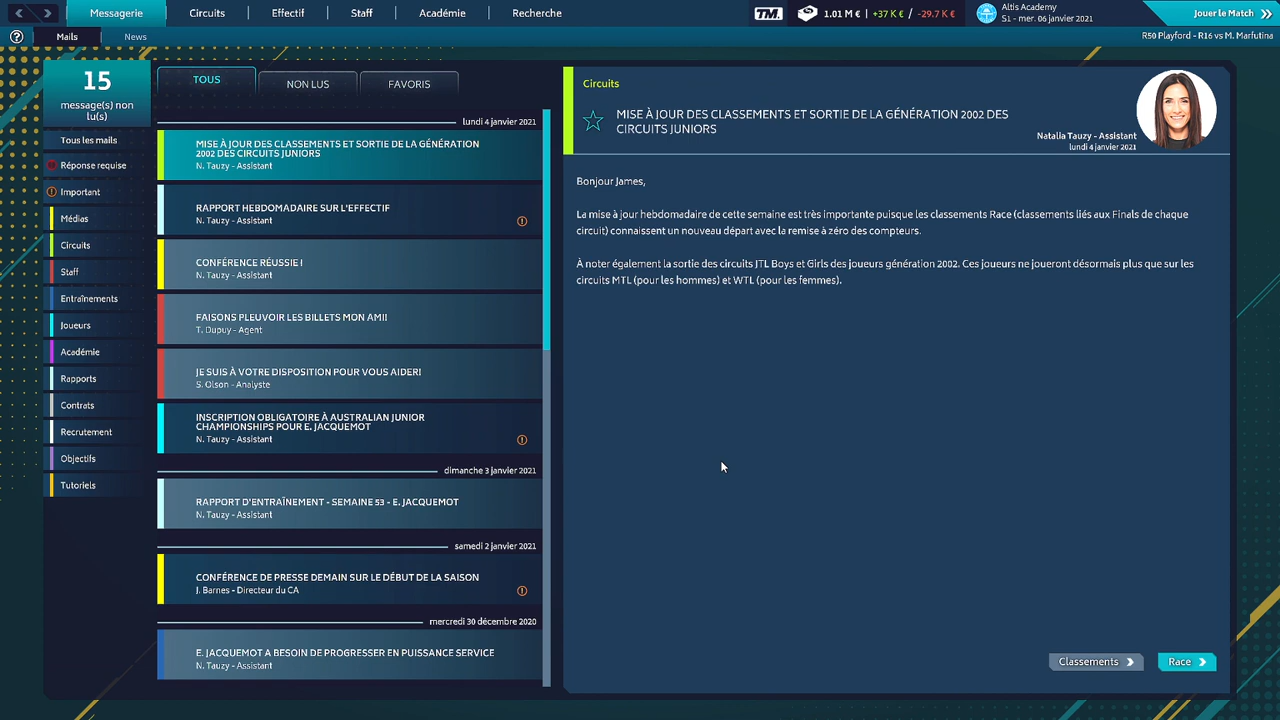 Messagerie
Circuits
Effectif
Staff
Académie
Recherche
TM.
1.01 M € | +37 K € / -29.7 K €
Altis Academy
S1 - mer. 06 janvier 2021
Jouer le Match
Mails
News
R50 Playford - R16 vs M. Marfutina
15
message(s) non
lu(s)
Tous les mails
Réponse requise
Important
Médias
Circuits
Staff
Entraînements
Joueurs
Académie
Rapports
Contrats
Recrutement
Objectifs
Tutoriels
TOUS
NON LUS
FAVORIS
lundi 4 janvier 2021
MISE À JOUR DES CLASSEMENTS ET SORTIE DE LA GÉNÉRATION
2002 DES CIRCUITS JUNIORS
N. Tauzy - Assistant
RAPPORT HEBDOMADAIRE SUR L'EFFECTIF
N. Tauzy - Assistant
CONFÉRENCE RÉUSSIE !
N. Tauzy - Assistant
FAISONS PLEUVOIR LES BILLETS MON AMI!
T. Dupuy - Agent
JE SUIS À VOTRE DISPOSITION POUR VOUS AIDER!
S. Olson - Analyste
INSCRIPTION OBLIGATOIRE À AUSTRALIAN JUNIOR
CHAMPIONSHIPS POUR E. JACQUEMOT
N. Tauzy - Assistant
dimanche 3 janvier 2021
RAPPORT D'ENTRAÎNEMENT - SEMAINE 53 - E. JACQUEMOT
N. Tauzy - Assistant
samedi 2 janvier 2021
CONFÉRENCE DE PRESSE DEMAIN SUR LE DÉBUT DE LA SAISON
J. Barnes - Directeur du CA
mercredi 30 décembre 2020
E. JACQUEMOT A BESOIN DE PROGRESSER EN PUISSANCE SERVICE
N. Tauzy - Assistant
Circuits
MISE À JOUR DES CLASSEMENTS ET SORTIE DE LA GÉNÉRATION 2002 DES
CIRCUITS JUNIORS
Natalia Tauzy - Assistant
lundi 4 janvier 2021
Bonjour James,
La mise à jour hebdomadaire de cette semaine est très importante puisque les classements Race (classements liés aux Finals de chaque
circuit) connaissent un nouveau départ avec la remise à zéro des compteurs.
À noter également la sortie des circuits JTL Boys et Girls des joueurs génération 2002. Ces joueurs ne joueront désormais plus que sur les
circuits MTL (pour les hommes) et WTL (pour les femmes).
Classements
Race